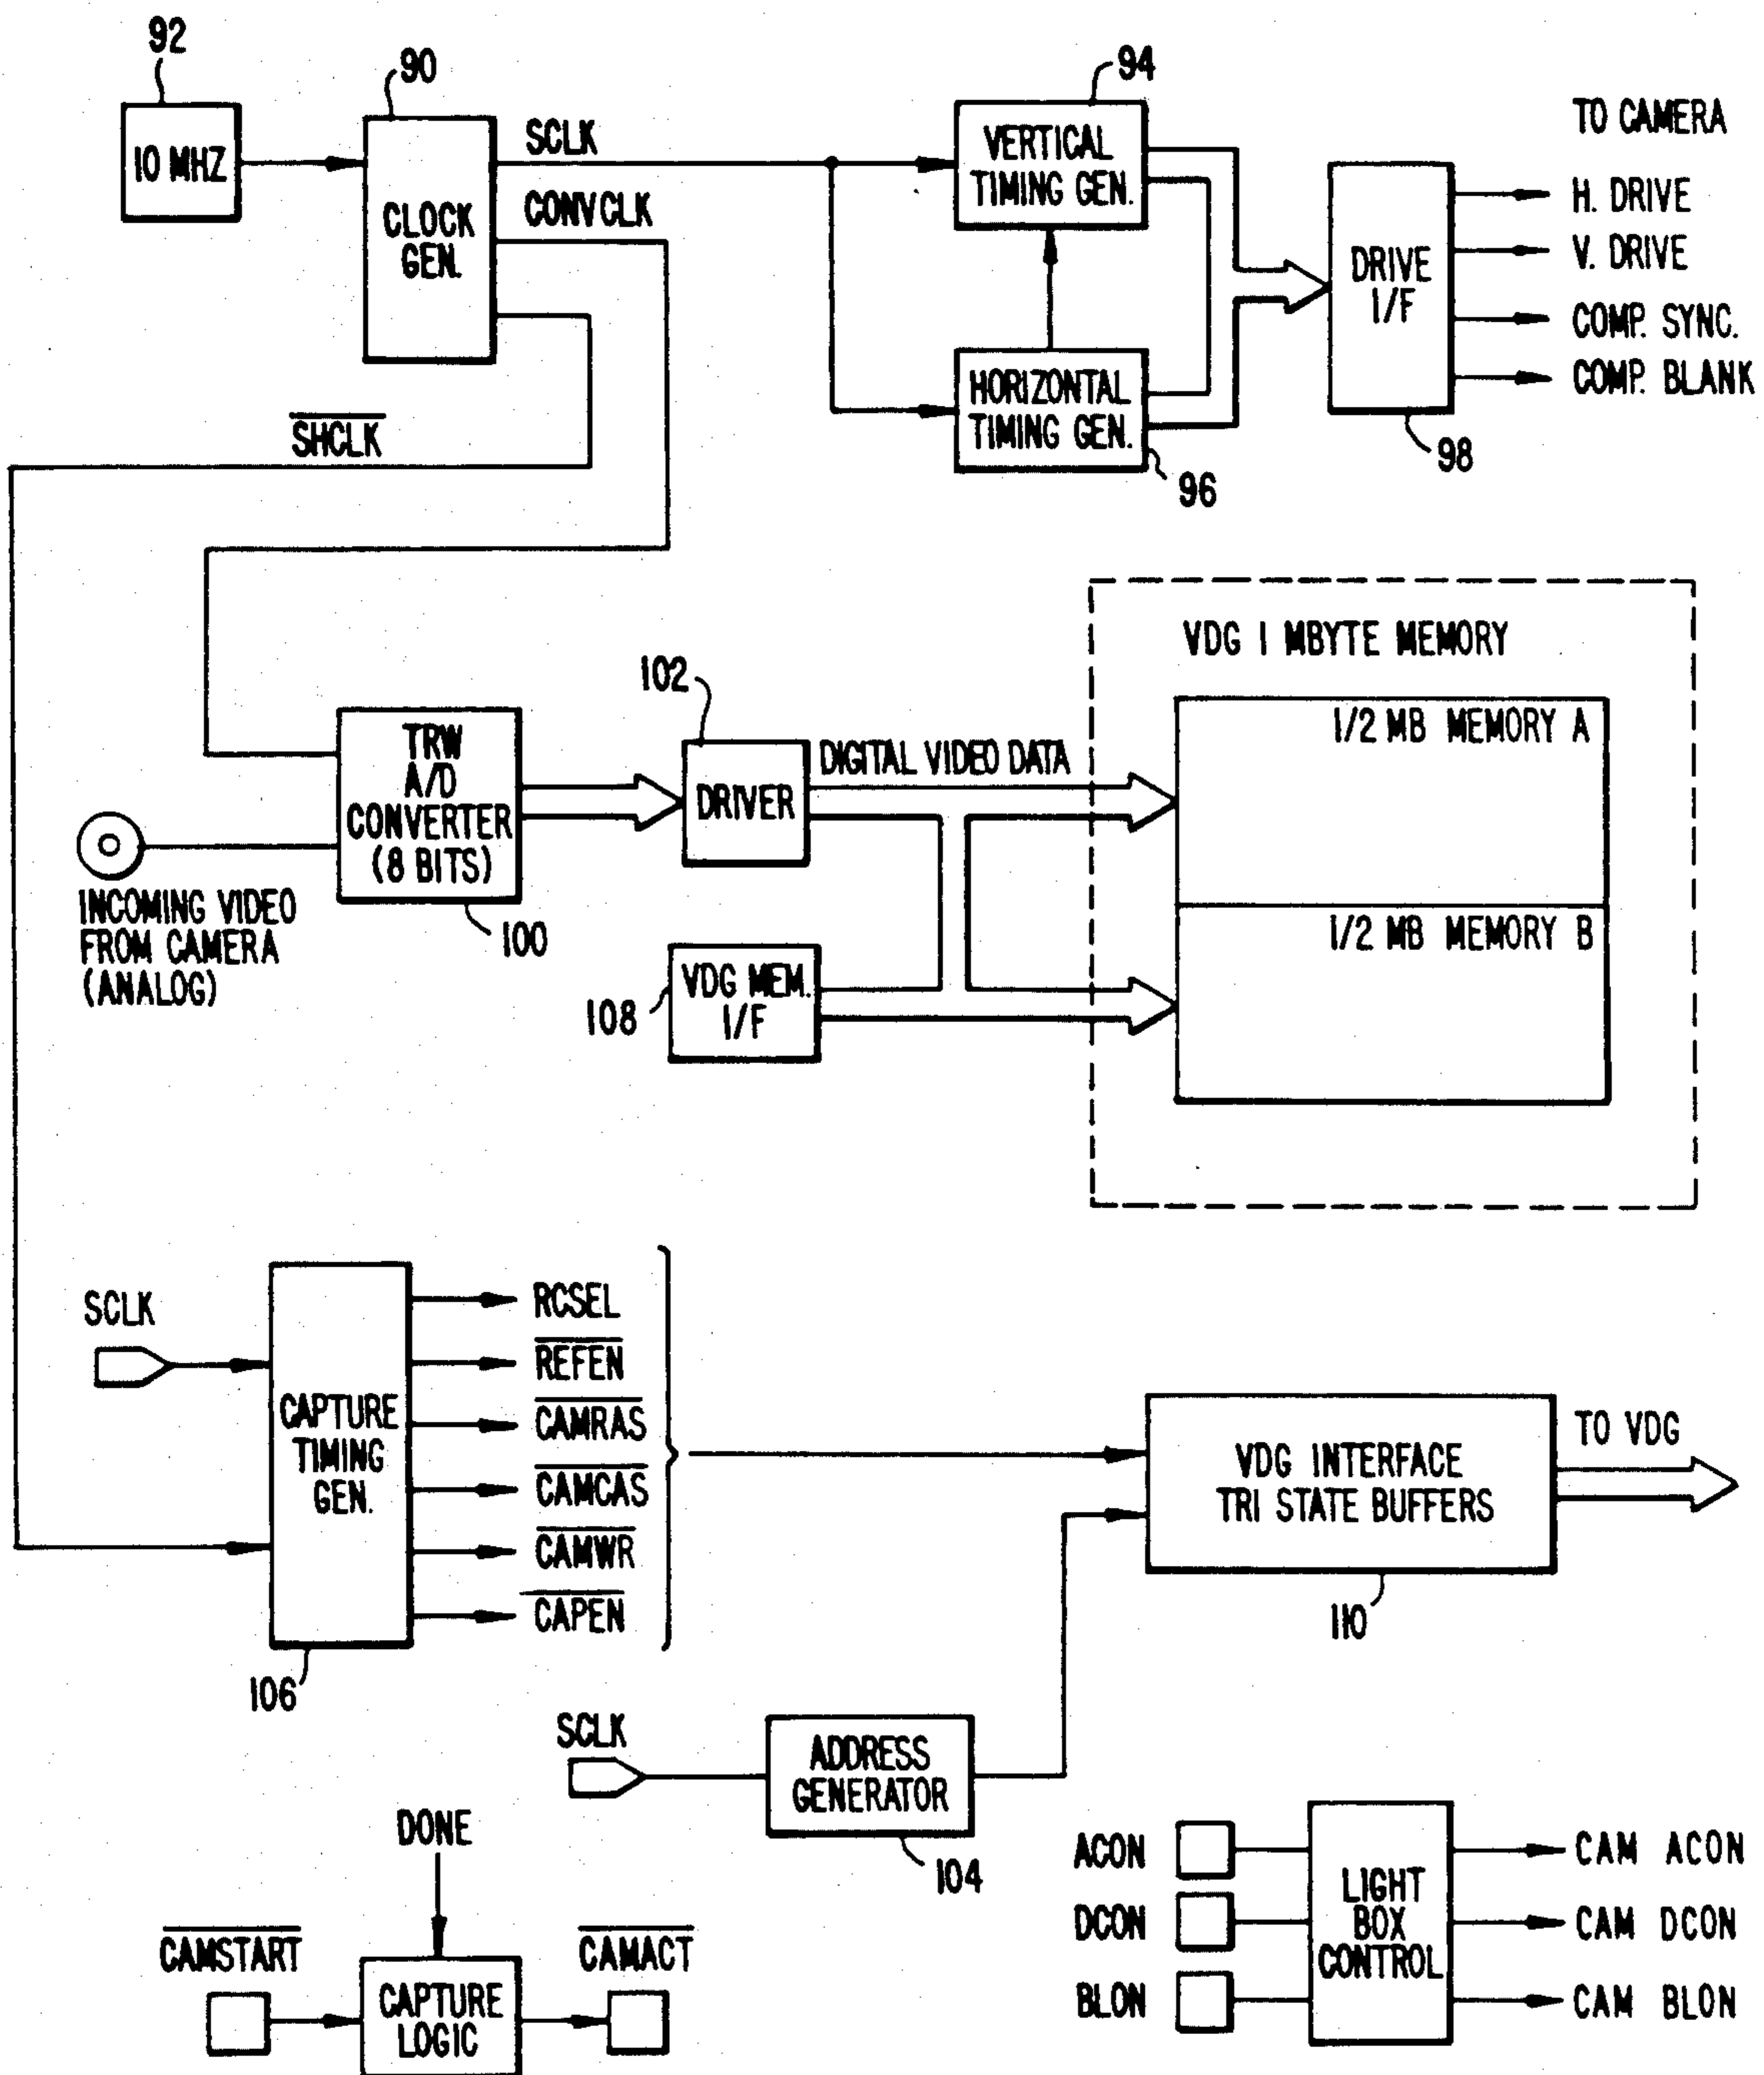 92
90
94
TO CAMERA
10 MHZ
CLOCK
GEN.
SCLK
CONVCLK
VERTICAL
TIMING GEN.
DRIVE
I/F
H. DRIVE
V. DRIVE
COMP. SYNC.
COMP. BLANK
SHCLK
HORIZONTAL
TIMING GEN.
98
96
VDG 1 MBYTE MEMORY
102
TRW
A/D
CONVERTER
(8 BITS)
DRIVER
DIGITAL VIDEO DATA
1/2 MB MEMORY A
INCOMING VIDEO
FROM CAMERA
(ANALOG)
100
1/2 MB MEMORY B
108
VDG MEM.
I/F
SCLK
CAPTURE
TIMING
GEN.
RCSEL
REFEN
CAMRAS
CAMCAS
CAMWR
CAPEN
VDG INTERFACE
TRI STATE BUFFERS
TO VDG
110
106
SCLK
ADDRESS
GENERATOR
104
DONE
CAMSTART
CAPTURE
LOGIC
CAMACT
ACON
DCON
BLON
LIGHT
BOX
CONTROL
CAM ACON
CAM DCON
CAM BLON